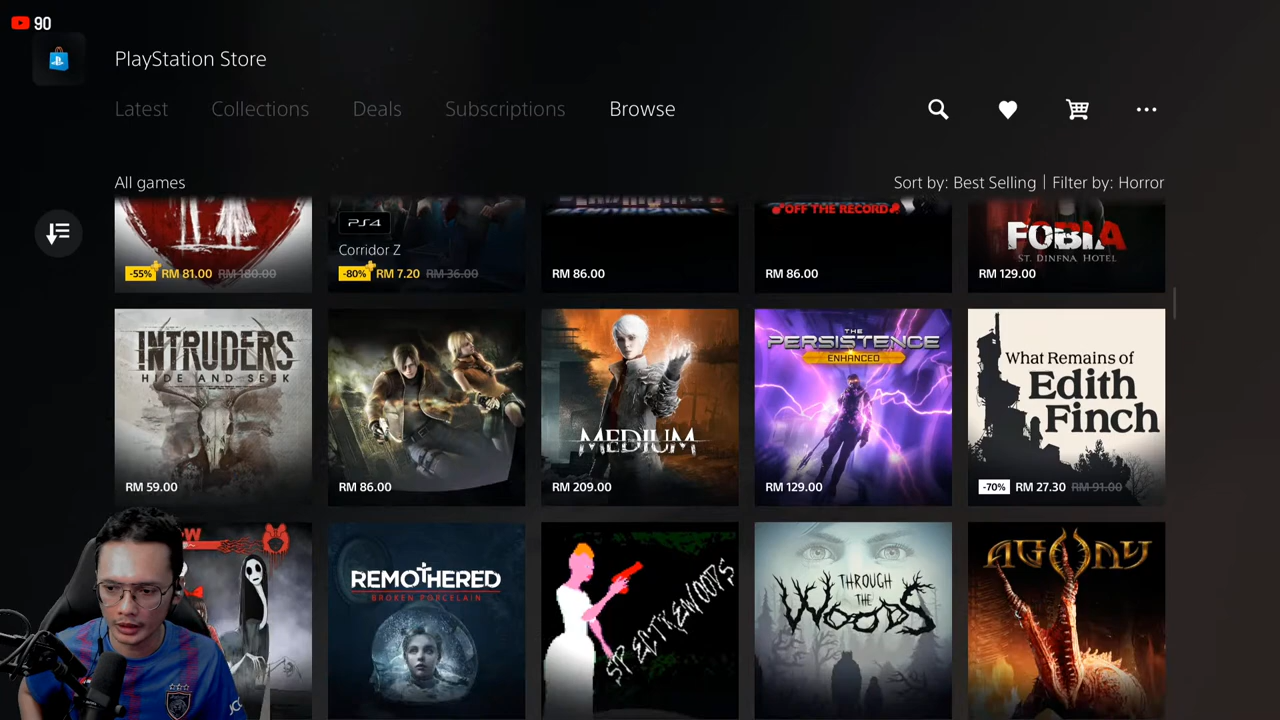 90
PlayStation Store
Latest Collections Deals Subscriptions Browse
All games
Sort by: Best Selling | Filter by: Horror
-55% RM 81.00 RM 180.00
PS4
Corridor Z
-80% RM 7.20 RM 36.00
RM 86.00
OFF THE RECORD
RM 86.00
FOBIA
ST. DINFNA HOTEL
RM 129.00
INTRUDERS
HIDE AND SEEK
RM 59.00
RM 86.00
MEDIUM
RM 209.00
THE
PERSISTENCE
ENHANCED
RM 129.00
What Remains of
Edith
Finch
-70% RM 27.30 RM 91.00
REMOTHERED
BROKEN PORCELAIN
THROUGH
THE
WOODS
AGONY